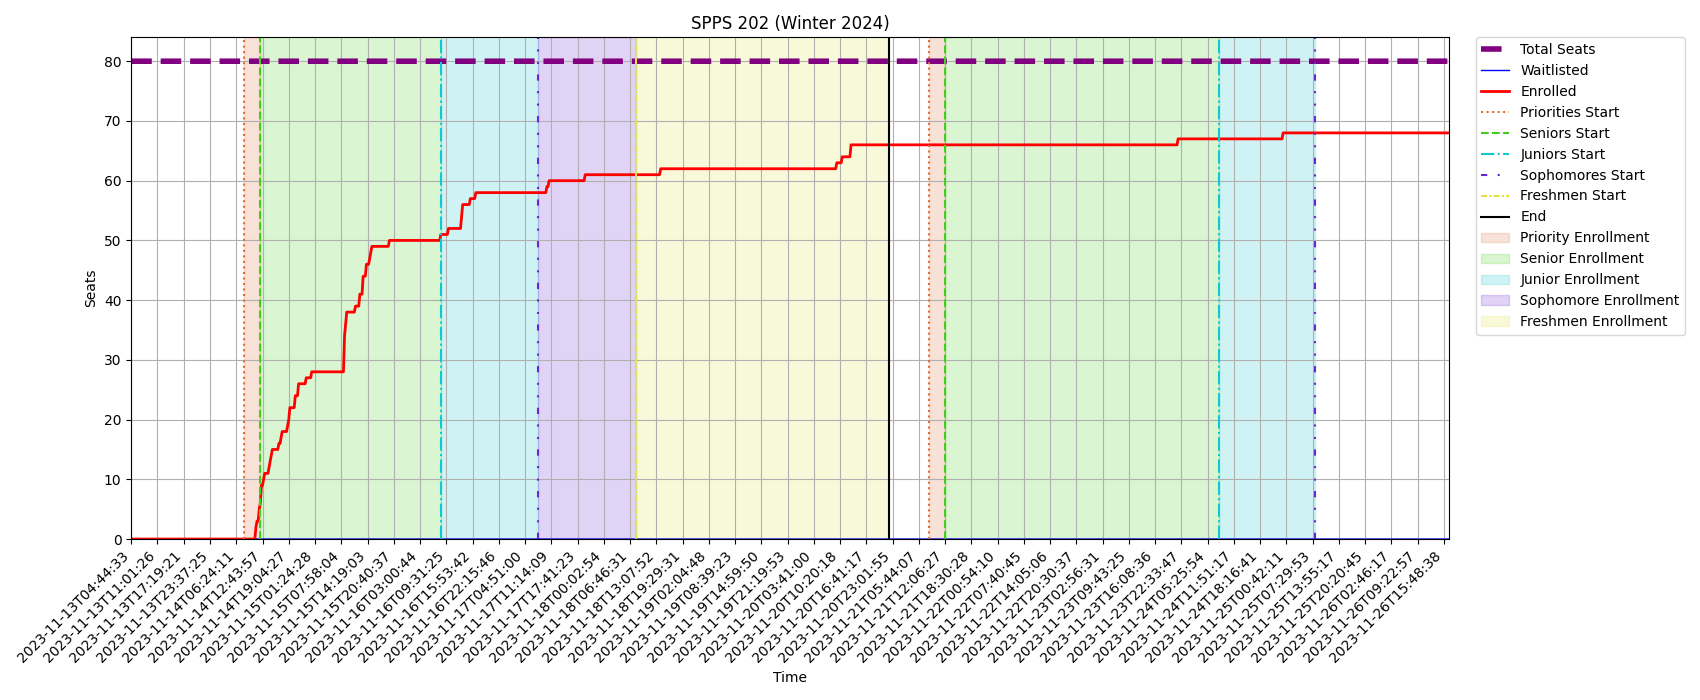 SPPS 202 (Winter 2024)
80
70
60
50
40
30
20
10
0
Seats
2023-11-13T04:44:33
2023-11-13T11:01:26
2023-11-13T17:19:21
2023-11-13T23:37:25
2023-11-14T06:24:11
2023-11-14T12:43:57
2023-11-14T19:04:27
2023-11-15T01:24:28
2023-11-15T07:58:04
2023-11-15T14:19:03
2023-11-15T20:40:37
2023-11-16T03:00:44
2023-11-16T09:31:25
2023-11-16T15:53:42
2023-11-16T22:15:46
2023-11-17T04:51:00
2023-11-17T11:14:09
2023-11-17T17:41:23
2023-11-18T00:02:54
2023-11-18T06:46:31
2023-11-18T13:07:52
2023-11-18T19:29:31
2023-11-19T02:04:48
2023-11-19T08:39:23
2023-11-19T14:59:50
2023-11-19T21:19:53
2023-11-20T03:41:00
2023-11-20T10:20:18
2023-11-20T16:41:17
2023-11-20T23:01:55
2023-11-21T05:44:07
2023-11-21T12:06:27
2023-11-21T18:30:28
2023-11-22T00:54:10
2023-11-22T07:40:45
2023-11-22T14:05:06
2023-11-22T20:30:37
2023-11-23T02:56:31
2023-11-23T09:43:25
2023-11-23T16:08:36
2023-11-23T22:33:47
2023-11-24T05:25:54
2023-11-24T11:51:17
2023-11-24T18:16:41
2023-11-25T00:42:11
2023-11-25T07:29:53
2023-11-25T13:55:17
2023-11-25T20:20:45
2023-11-26T02:46:17
2023-11-26T09:22:57
2023-11-26T15:48:38
Time
Total Seats
Waitlisted
Enrolled
Priorities Start
Seniors Start
Juniors Start
Sophomores Start
Freshmen Start
End
Priority Enrollment
Senior Enrollment
Junior Enrollment
Sophomore Enrollment
Freshmen Enrollment